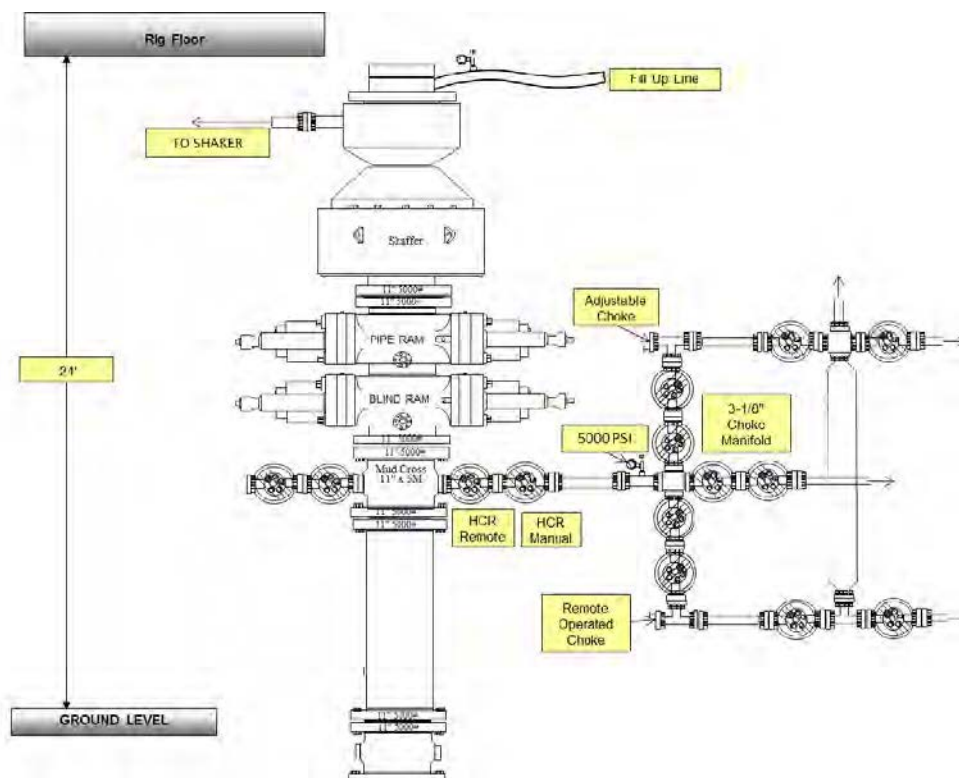 Rig Floor
Fill Up Line
TO SHAKER
Shaffer
11" 5000#
11" 5000#
Adjustable
Choke
PIPE RAM
24'
BLIND RAM
3-1/8"
Choke
Manifold
5000 PSI
11" 5000#
11" 5000#
Mud Cross
11" x 5M
11" 5000#
11" 5000#
HCR
Remote
HCR
Manual
Remote
Operated
Choke
GROUND LEVEL
11" 5000#
11" 5000#